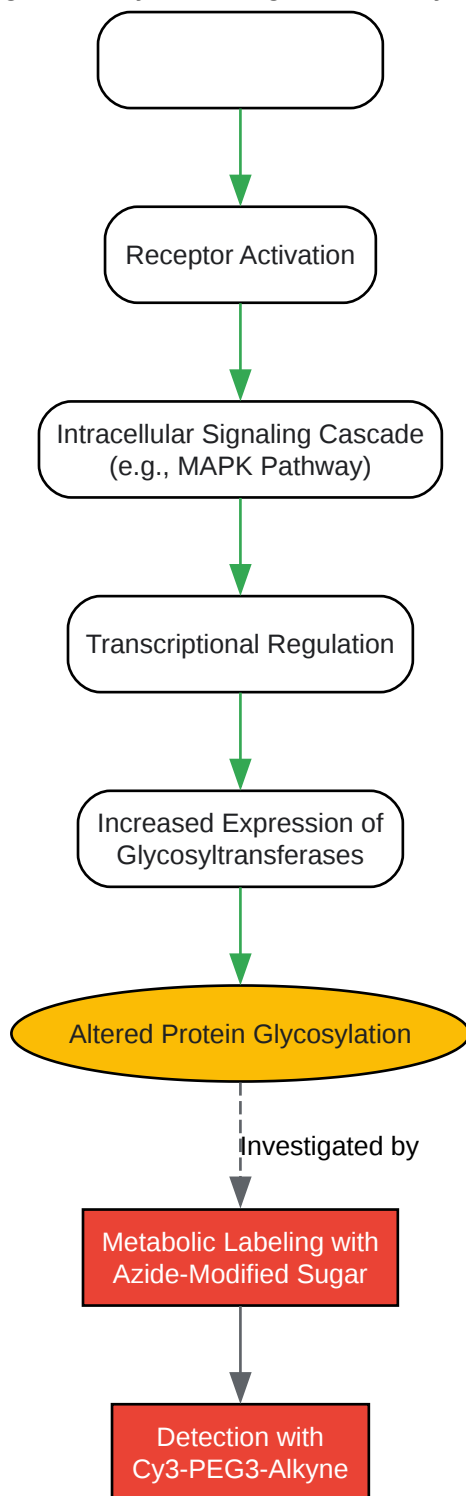 Receptor Activation
Intracellular Signaling Cascade
(e.g., MAPK Pathway)
Transcriptional Regulation
Increased Expression of
Glycosyltransferases
Altered Protein Glycosylation
Investigated by
Metabolic Labeling with
Azide-Modified Sugar
Detection with
Cy3-PEG3-Alkyne